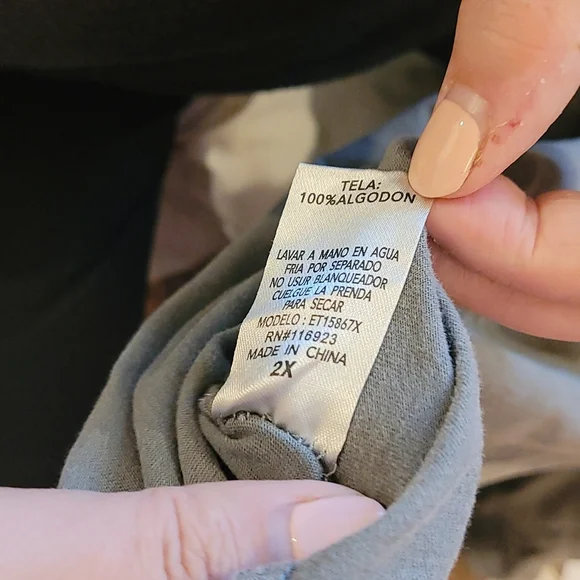 TELA:
100%ALGODON
LAVAR A MANO EN AGUA
FRIA POR SEPARADO
NO USUR BLANQUEADOR
CUELGUE LA PRENDA
PARA SECAR
MODELO : ET15867X
RN#116923
MADE IN CHINA
2X